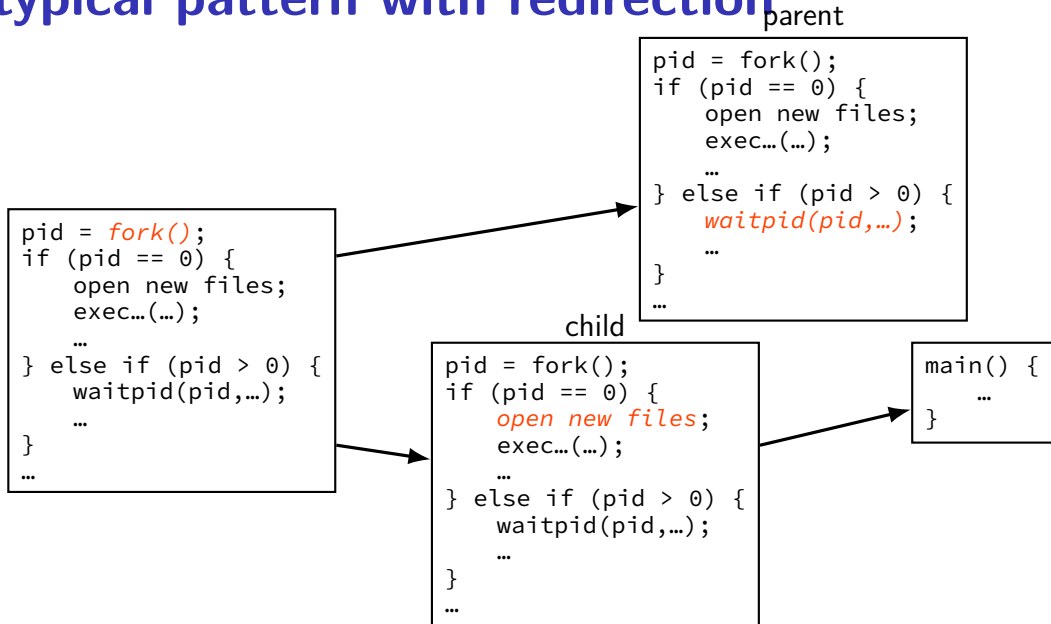 typical pattern with redirection
parent
pid = fork();
if (pid == 0) {
open new files;
exec…(…);
…
} else if (pid > 0) {
waitpid(pid,…);
…
}
…
pid = fork();
if (pid == 0) {
open new files;
exec…(…);
…
} else if (pid > 0) {
waitpid(pid,…);
…
}
…
child
pid = fork();
if (pid == 0) {
open new files;
exec…(…);
…
} else if (pid > 0) {
waitpid(pid,…);
…
}
…
main() {
…
}